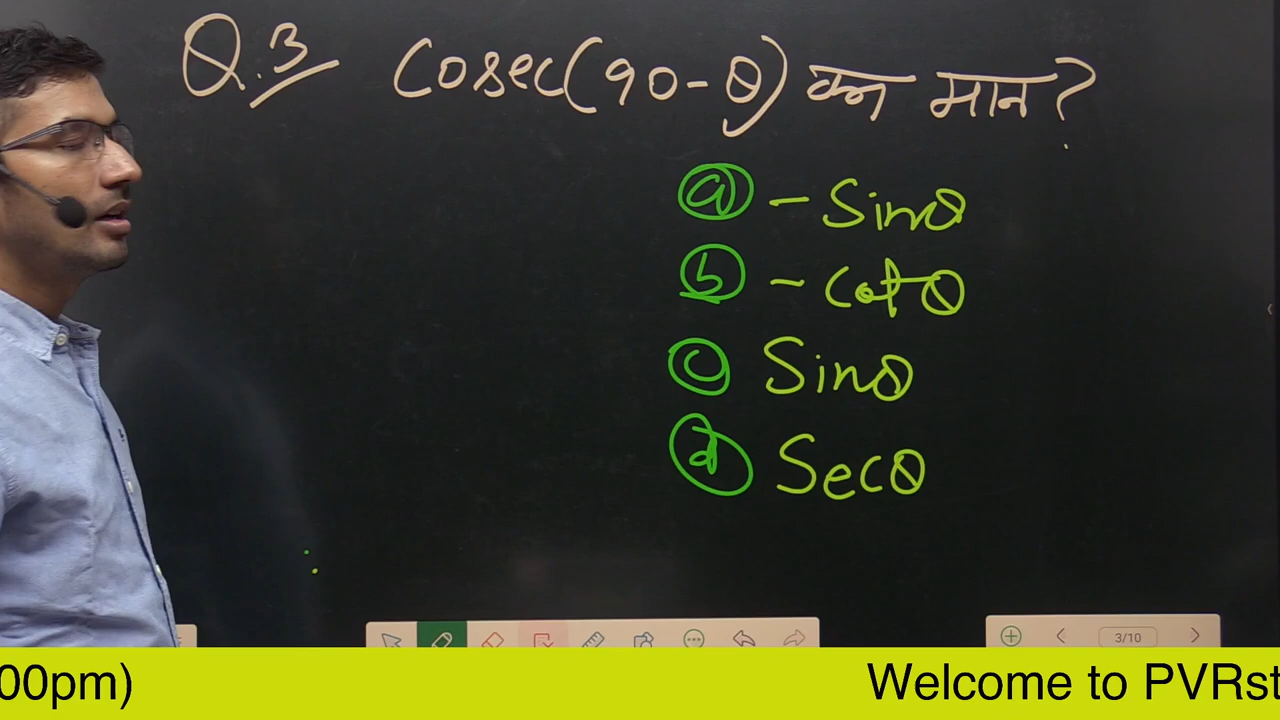 Q.3 Cosec(90-θ) का मान?
a - Sinθ
b - Cotθ
c Sinθ
d Secθ
3/10
00pm) Welcome to PVRst